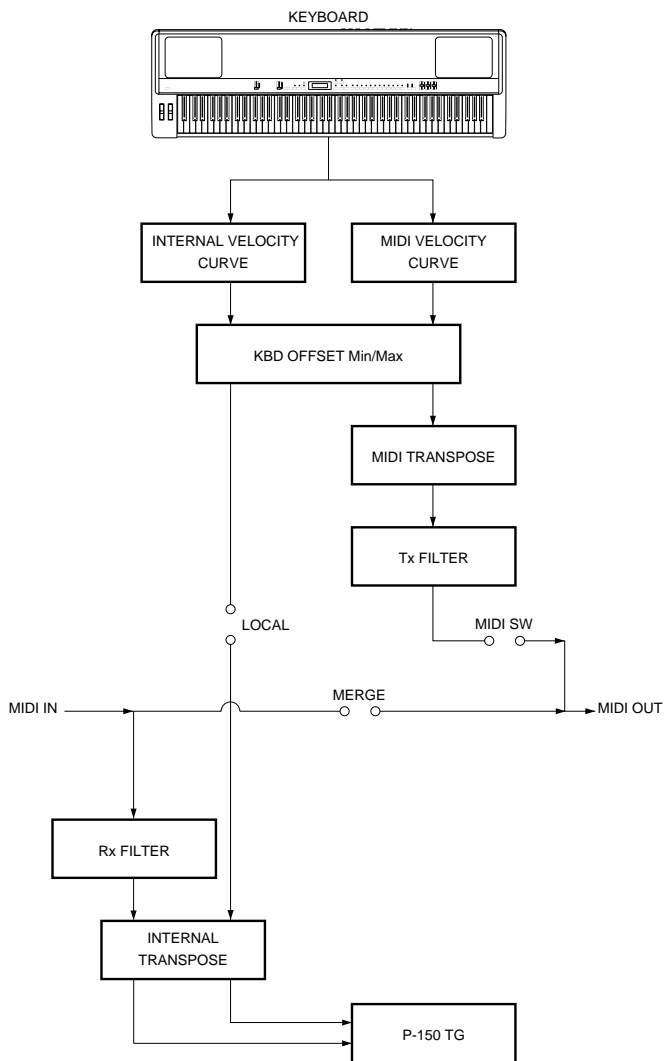 KEYBOARD
INTERNAL VELOCITY
CURVE
MIDI VELOCITY
CURVE
KBD OFFSET Min/Max
MIDI TRANSPOSE
Tx FILTER
LOCAL
MIDI SW
MIDI IN
MERGE
MIDI OUT
Rx FILTER
INTERNAL
TRANSPOSE
P-150 TG